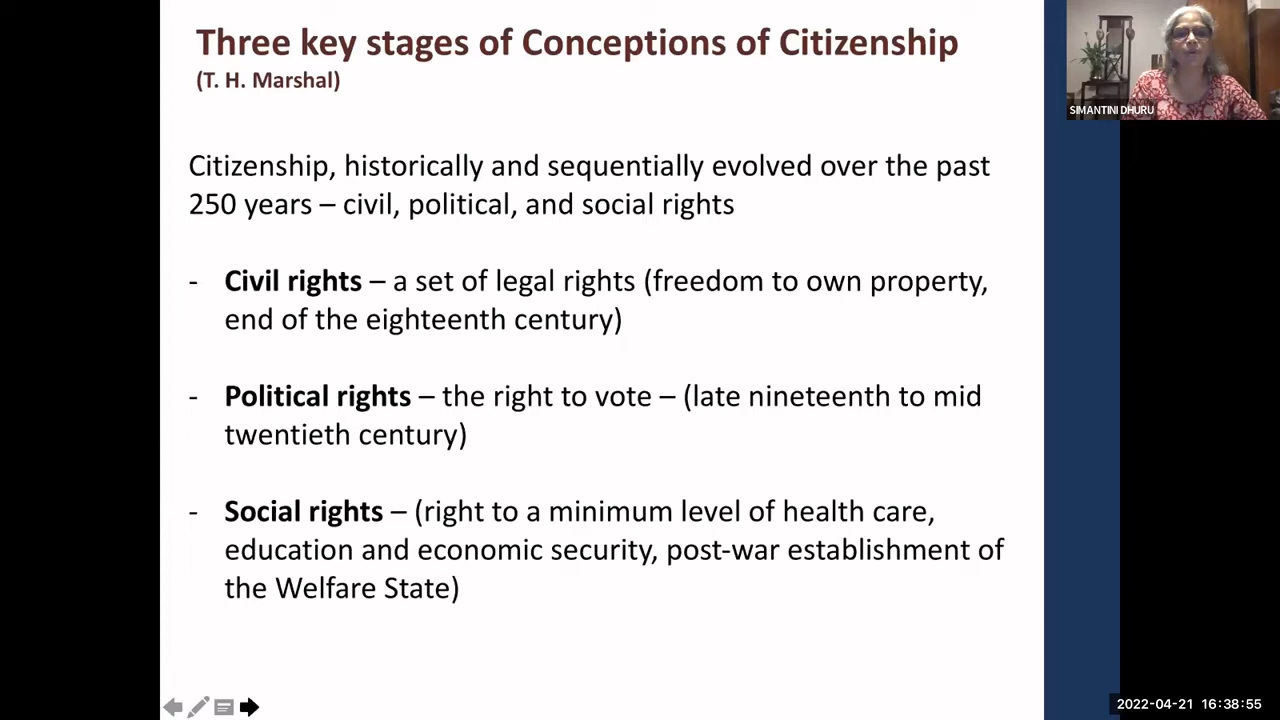 Three key stages of Conceptions of Citizenship
(T. H. Marshal)
SIMANTINI DHURU
Citizenship, historically and sequentially evolved over the past
250 years – civil, political, and social rights
- Civil rights – a set of legal rights (freedom to own property,
end of the eighteenth century)
- Political rights – the right to vote – (late nineteenth to mid
twentieth century)
- Social rights – (right to a minimum level of health care,
education and economic security, post-war establishment of
the Welfare State)
2022-04-21 16:38:55